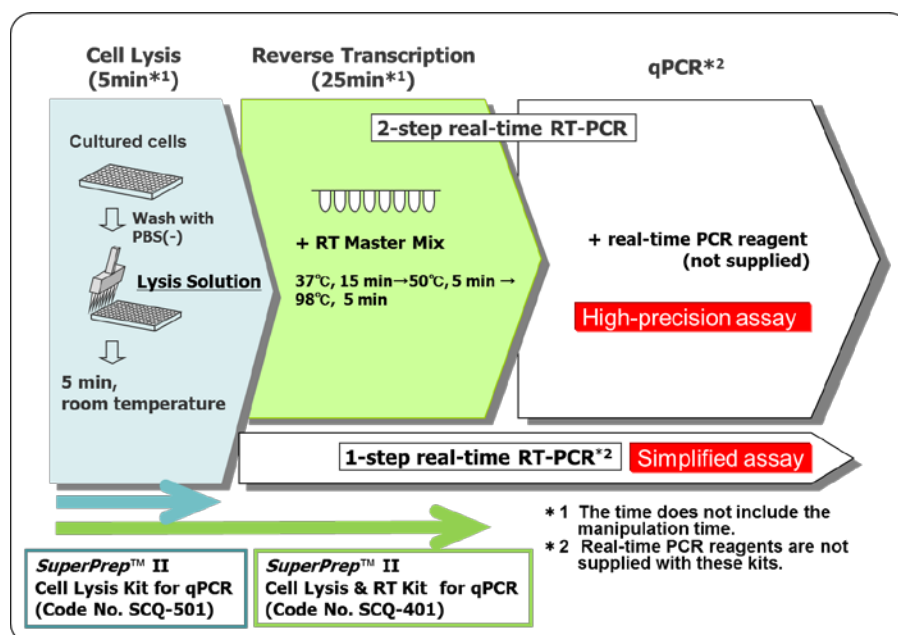 Cell Lysis
(5min*1)
Reverse Transcription
(25min*1)
qPCR*2
2-step real-time RT-PCR
Cultured cells
Wash with
PBS(-)
Lysis Solution
5 min,
room temperature
+ RT Master Mix
37℃, 15 min→50℃, 5 min →
98℃, 5 min
+ real-time PCR reagent
(not supplied)
High-precision assay
1-step real-time RT-PCR*2
Simplified assay
*1 The time does not include the
manipulation time.
*2 Real-time PCR reagents are not
supplied with these kits.
SuperPrep™ II
Cell Lysis Kit for qPCR
(Code No. SCQ-501)
SuperPrep™ II
Cell Lysis & RT Kit for qPCR
(Code No. SCQ-401)